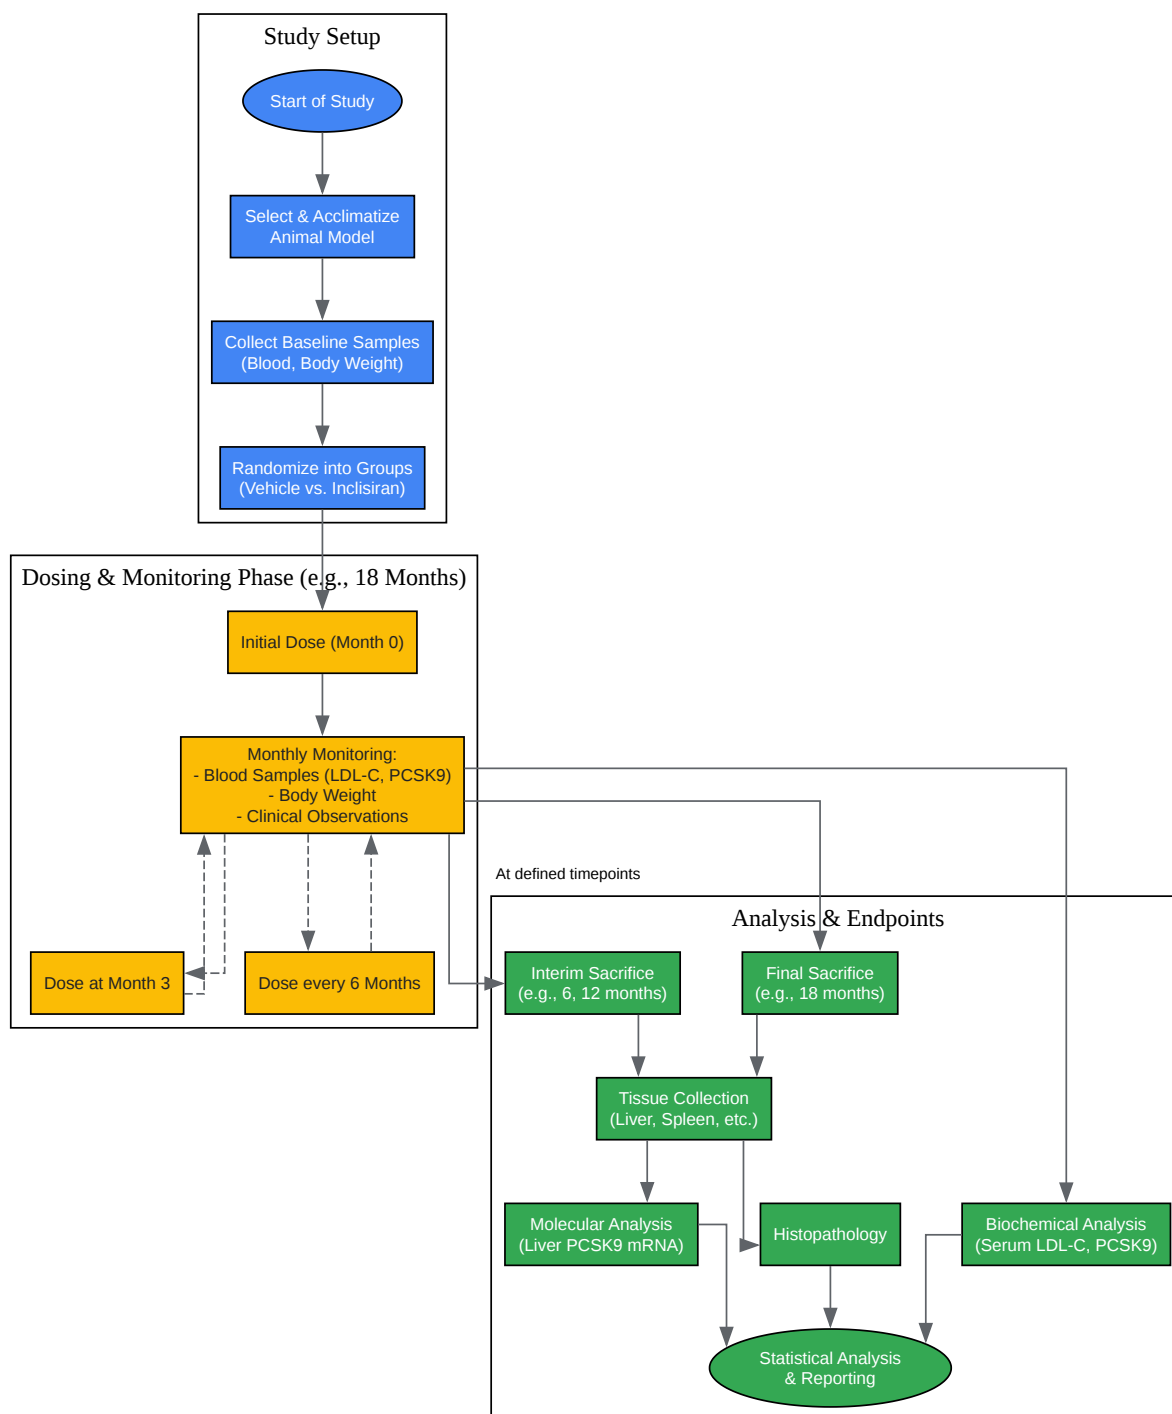 Study Setup
Start of Study
Select & Acclimatize
Animal Model
Collect Baseline Samples
(Blood, Body Weight)
Randomize into Groups
(Vehicle vs. Inclisiran)
Dosing & Monitoring Phase (e.g., 18 Months)
Initial Dose (Month 0)
Monthly Monitoring:
- Blood Samples (LDL-C, PCSK9)
- Body Weight
- Clinical Observations
At defined timepoints
Dose at Month 3
Dose every 6 Months
Analysis & Endpoints
Interim Sacrifice
(e.g., 6, 12 months)
Final Sacrifice
(e.g., 18 months)
Tissue Collection
(Liver, Spleen, etc.)
Molecular Analysis
(Liver PCSK9 mRNA)
Histopathology
Biochemical Analysis
(Serum LDL-C, PCSK9)
Statistical Analysis
& Reporting